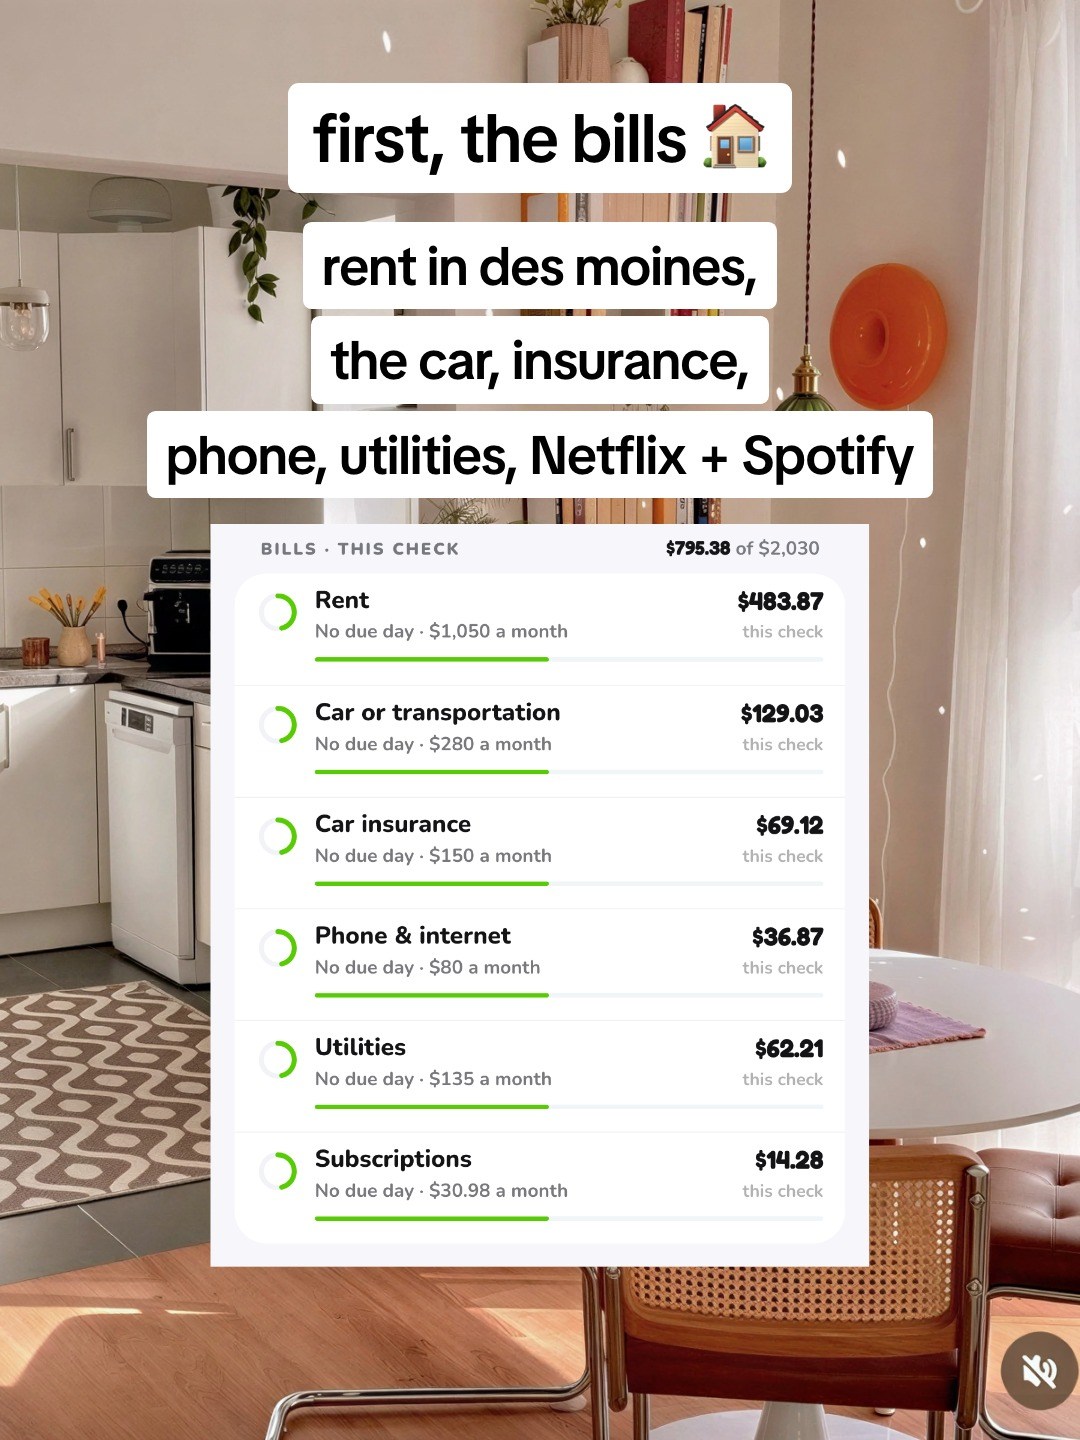 first, the bills 🏠
rent in des moines,
the car, insurance,
phone, utilities, Netflix + Spotify
BILLS · THIS CHECK
$795.38 of $2,030
Rent
$483.87
No due day · $1,050 a month
this check
Car or transportation
$129.03
No due day · $280 a month
this check
Car insurance
$69.12
No due day · $150 a month
this check
Phone & internet
$36.87
No due day · $80 a month
this check
Utilities
$62.21
No due day · $135 a month
this check
Subscriptions
$14.28
No due day · $30.98 a month
this check